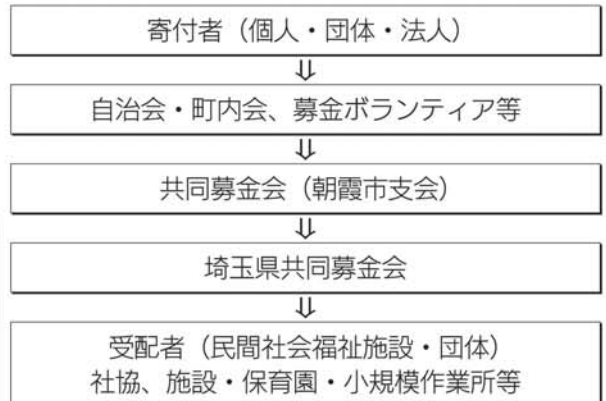 寄付者（個人・団体・法人）
⇓
自治会・町内会、募金ボランティア等
⇓
共同募金会（朝霞市支会）
⇓
埼玉県共同募金会
⇓
受配者（民間社会福祉施設・団体）
社協、施設・保育園・小規模作業所等